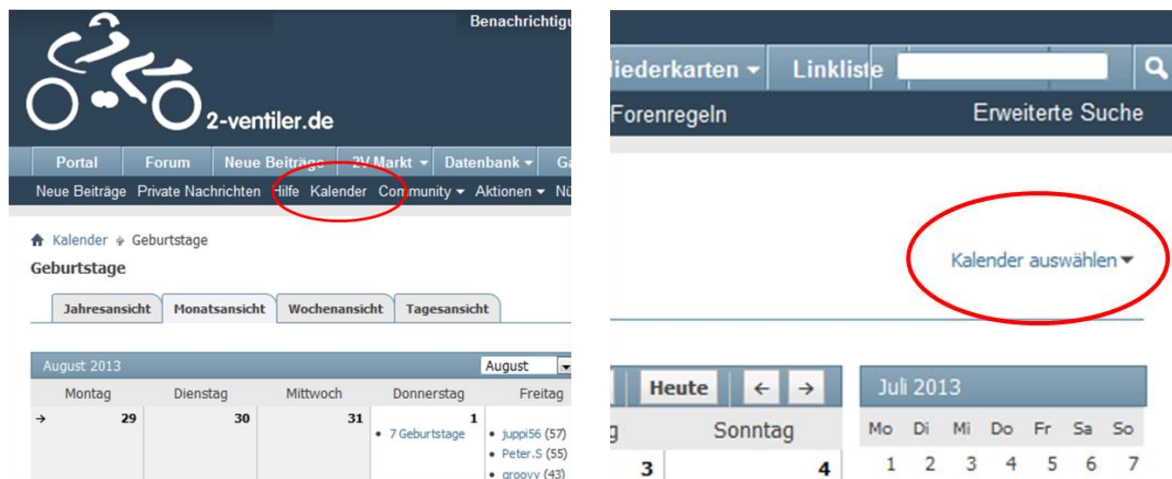 Benachrichtigu
2-ventiler.de
Portal Forum Neue Beiträge 2V Markt Datenbank Ga
Neue Beiträge Private Nachrichten Hilfe Kalender Community Aktionen Nü
Kalender Geburtstage
Geburtstage
Jahresansicht Monatsansicht Wochenansicht Tagesansicht
August 2013 August
Montag Dienstag Mittwoch Donnerstag Freitag
→ 29 30 31 1
• 7 Geburtstage • juppi56 (57)
• Peter.S (55)
• groovy (43)
liederkarten Linkliste
Forenregeln Erweiterte Suche
Kalender auswählen
Heute ← → Juli 2013
g Sonntag Mo Di Mi Do Fr Sa So
3 4 1 2 3 4 5 6 7